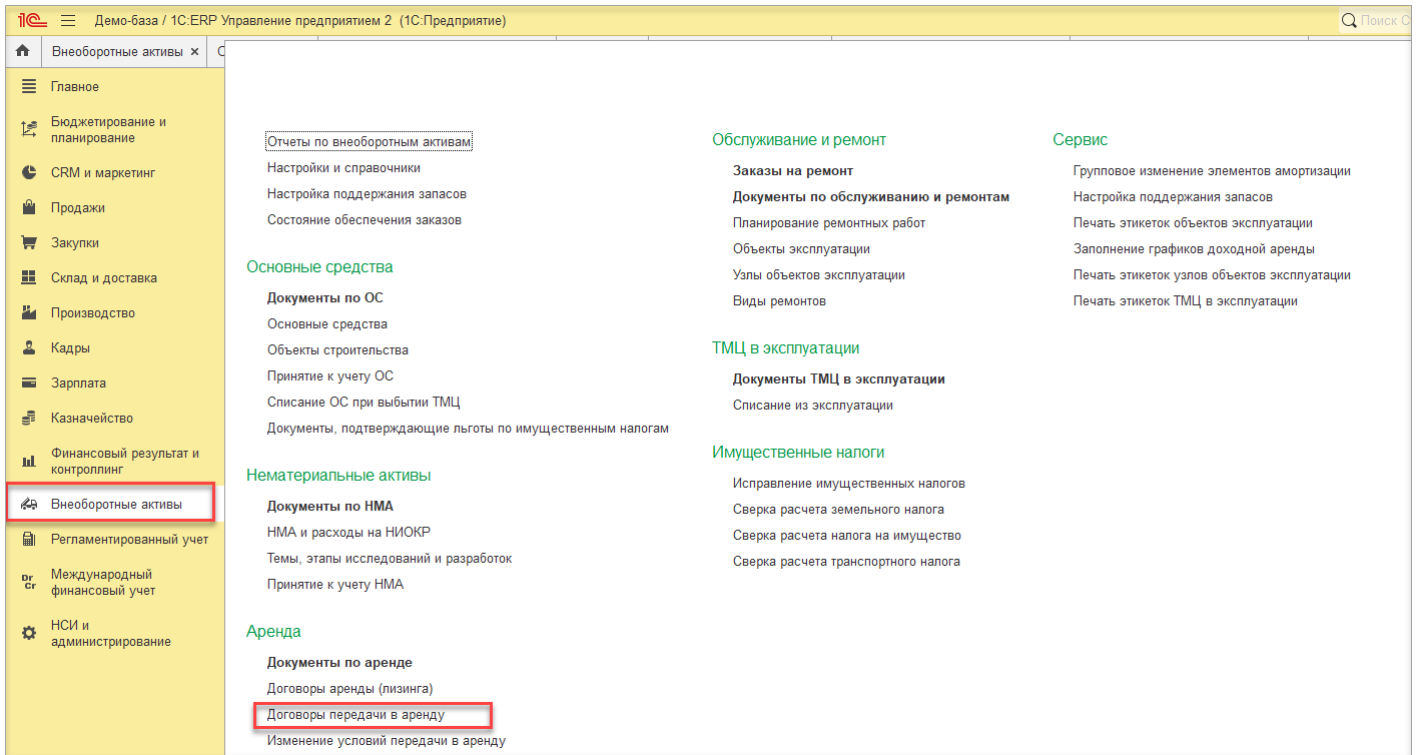 1С Демо-база / 1С:ERP Управление предприятием 2 (1С:Предприятие)
Поиск С
Внеоборотные активы ×
Главное
Бюджетирование и
планирование
CRM и маркетинг
Продажи
Закупки
Склад и доставка
Производство
Кадры
Зарплата
Казначейство
Финансовый результат и
контроллинг
Внеоборотные активы
Регламентированный учет
Dr
Cr
Международный
финансовый учет
НСИ и
администрирование
Отчеты по внеоборотным активам
Настройки и справочники
Настройка поддержания запасов
Состояние обеспечения заказов
Основные средства
Документы по ОС
Основные средства
Объекты строительства
Принятие к учету ОС
Списание ОС при выбытии ТМЦ
Документы, подтверждающие льготы по имущественным налогам
Нематериальные активы
Документы по НМА
НМА и расходы на НИОКР
Темы, этапы исследований и разработок
Принятие к учету НМА
Аренда
Документы по аренде
Договоры аренды (лизинга)
Договоры передачи в аренду
Изменение условий передачи в аренду
Обслуживание и ремонт
Заказы на ремонт
Документы по обслуживанию и ремонтам
Планирование ремонтных работ
Объекты эксплуатации
Узлы объектов эксплуатации
Виды ремонтов
ТМЦ в эксплуатации
Документы ТМЦ в эксплуатации
Списание из эксплуатации
Имущественные налоги
Исправление имущественных налогов
Сверка расчета земельного налога
Сверка расчета налога на имущество
Сверка расчета транспортного налога
Сервис
Групповое изменение элементов амортизации
Настройка поддержания запасов
Печать этикеток объектов эксплуатации
Заполнение графиков доходной аренды
Печать этикеток узлов объектов эксплуатации
Печать этикеток ТМЦ в эксплуатации